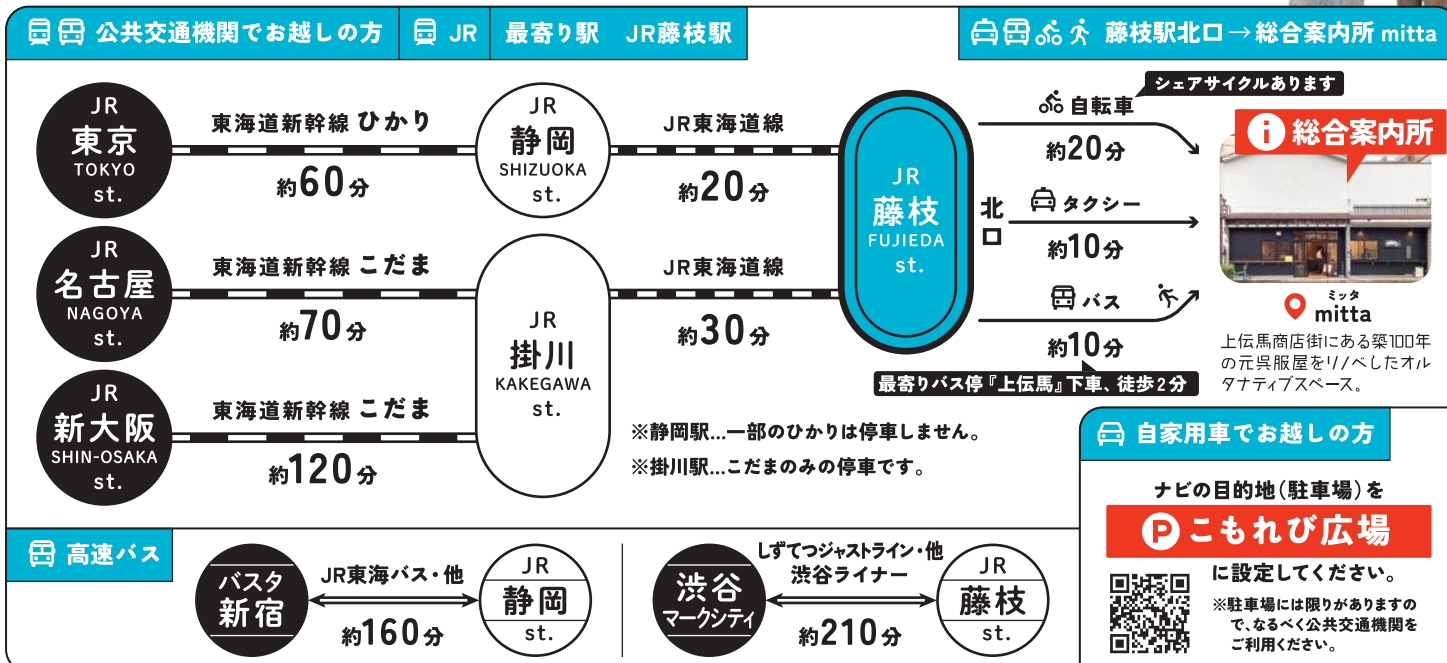 公共交通機関でお越しの方
JR
最寄り駅 JR藤枝駅
藤枝駅北口→総合案内所 mitta
JR
東京
TOKYO
st.
東海道新幹線 ひかり
約60分
JR
静岡
SHIZUOKA
st.
JR東海道線
約20分
JR
名古屋
NAGOYA
st.
東海道新幹線 こだま
約70分
JR
新大阪
SHIN-OSAKA
st.
東海道新幹線 こだま
約120分
JR
掛川
KAKEGAWA
st.
JR東海道線
約30分
JR
藤枝
FUJIEDA
st.
北口
シェアサイクルあります
自転車
約20分
タクシー
約10分
バス
約10分
最寄りバス停『上伝馬』下車、徒歩2分
i 総合案内所
ミッタ
mitta
上伝馬商店街にある築100年
の元呉服屋をリノベしたオル
タナティブスペース。
※静岡駅…一部のひかりは停車しません。
※掛川駅…こだまのみの停車です。
高速バス
バスタ
新宿
JR東海バス・他
約160分
JR
静岡
st.
渋谷
マークシティ
しずてつジャストライン・他
渋谷ライナー
約210分
JR
藤枝
st.
自家用車でお越しの方
ナビの目的地(駐車場)を
P こもれび広場
に設定してください。
※駐車場には限りがありますの
で、なるべく公共交通機関を
ご利用ください。